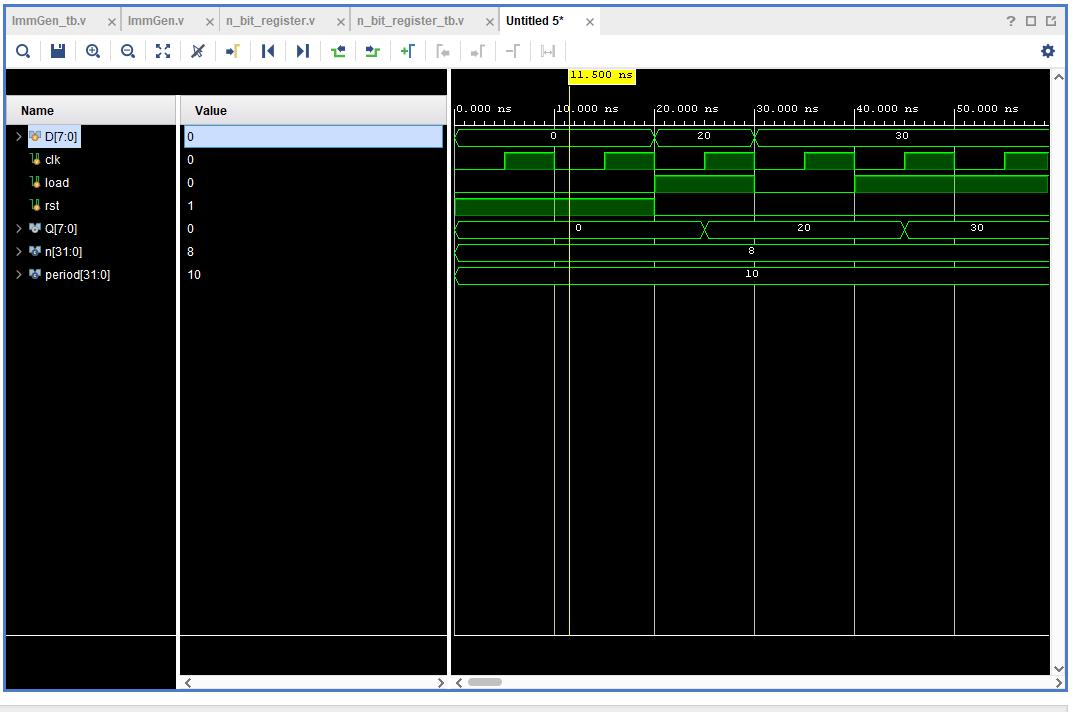 ImmGen_tb.v ImmGen.v n_bit_register.v n_bit_register_tb.v Untitled 5*
11.500 ns
Name Value
0.000 ns 10.000 ns 20.000 ns 30.000 ns 40.000 ns 50.000 ns
D[7:0] 0 0 20 30
clk 0
load 0
rst 1
Q[7:0] 0 0 20 30
n[31:0] 8 8
period[31:0] 10 10